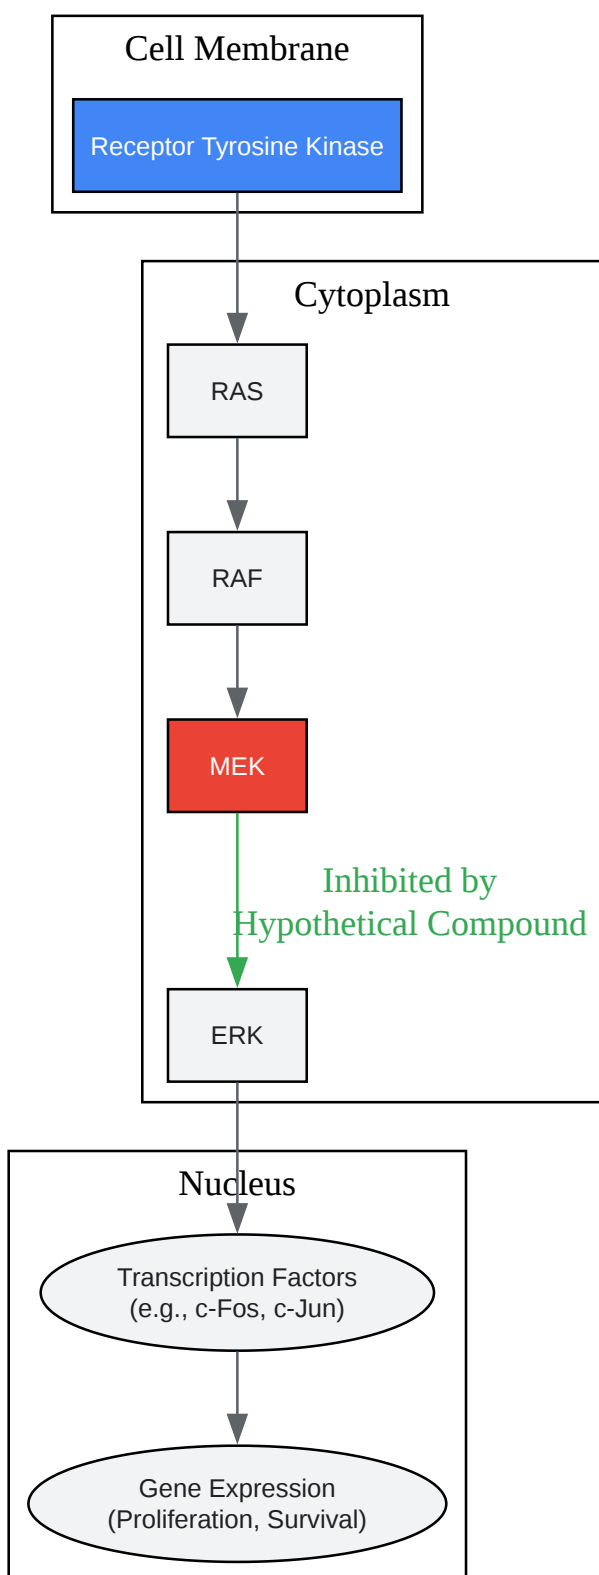 Cell Membrane
Receptor Tyrosine Kinase
Cytoplasm
RAS
RAF
MEK
Inhibited by
Hypothetical Compound
ERK
Nucleus
Transcription Factors
(e.g., c-Fos, c-Jun)
Gene Expression
(Proliferation, Survival)